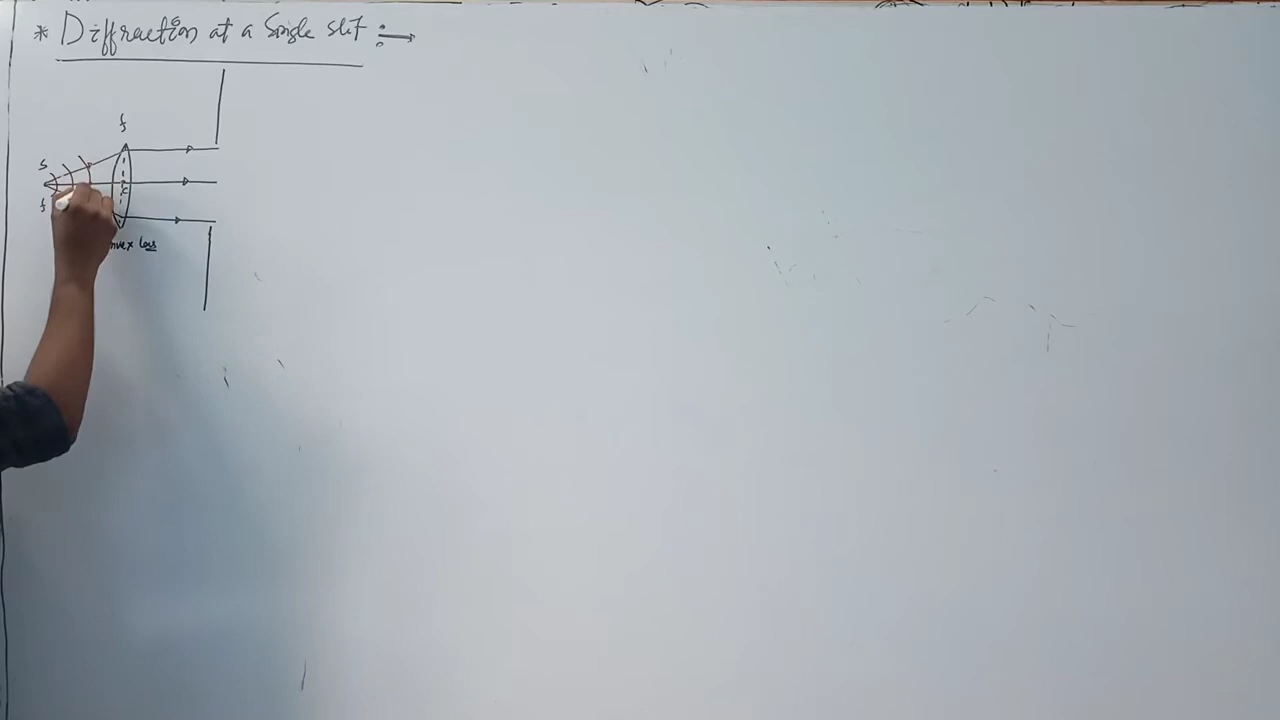 * Diffraction at a Single slit :→
f
S
f
nvex lens